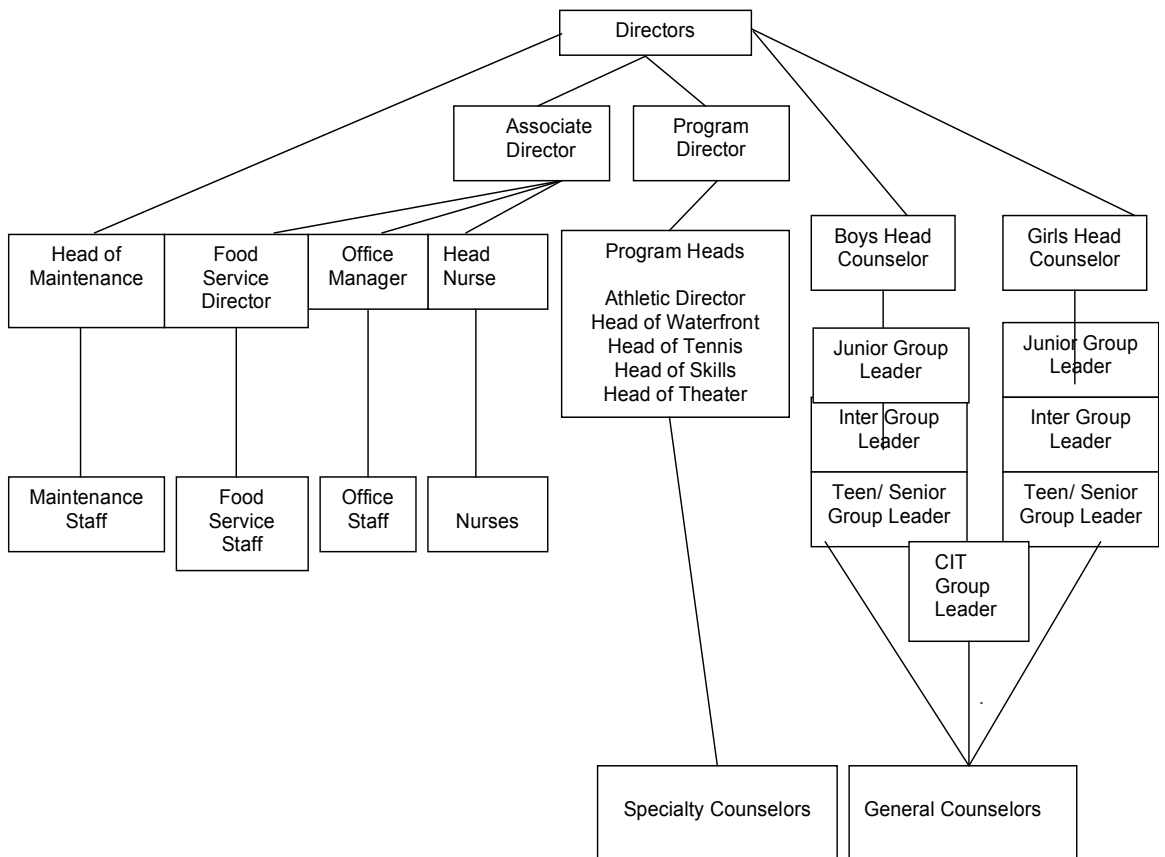 Directors
Associate
Director
Program
Director
Head of
Maintenance
Food
Service
Director
Office
Manager
Head
Nurse
Program Heads
Athletic Director
Head of Waterfront
Head of Tennis
Head of Skills
Head of Theater
Boys Head
Counselor
Girls Head
Counselor
Junior Group
Leader
Junior Group
Leader
Inter Group
Leader
Inter Group
Leader
Maintenance
Staff
Food
Service
Staff
Office
Staff
Nurses
Teen/ Senior
Group Leader
Teen/ Senior
Group Leader
CIT
Group
Leader
Specialty Counselors
General Counselors